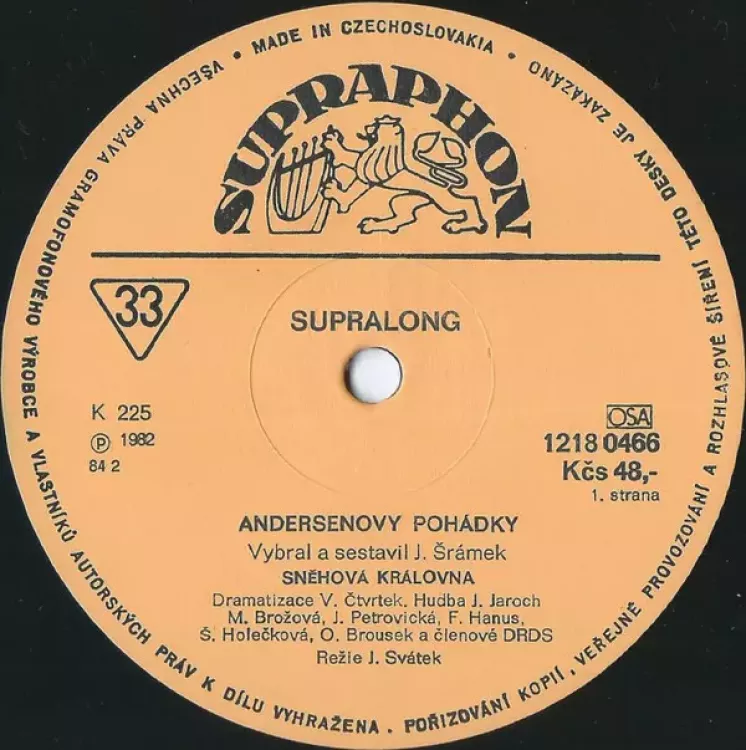 • MADE IN CZECHOSLOVAKIA •
VŠECHNA PRÁVA GRAMOFONOVÉHO VÝROBCE A VLASTNÍKŮ AUTORSKÝCH PRÁV K DÍLU VYHRAŽENA. POŘIZOVÁNÍ KOPIÍ, VEŘEJNÉ PROVOZOVÁNÍ A ROZHLASOVÉ ŠÍŘENÍ TÉTO DESKY JE ZAKÁZÁNO
SUPRAPHON
33
SUPRALONG
K 225
Ⓟ 1982
84 2
OSA
1218 0466
Kčs 48,-
1. strana
ANDERSENOVY POHÁDKY
Vybral a sestavil J. Šrámek
SNĚHOVÁ KRÁLOVNA
Dramatizace V. Čtvrtek. Hudba J. Jaroch
M. Brožová, J. Petrovická, F. Hanus,
Š. Holečková, O. Brousek a členové DRDS
Režie J. Svátek